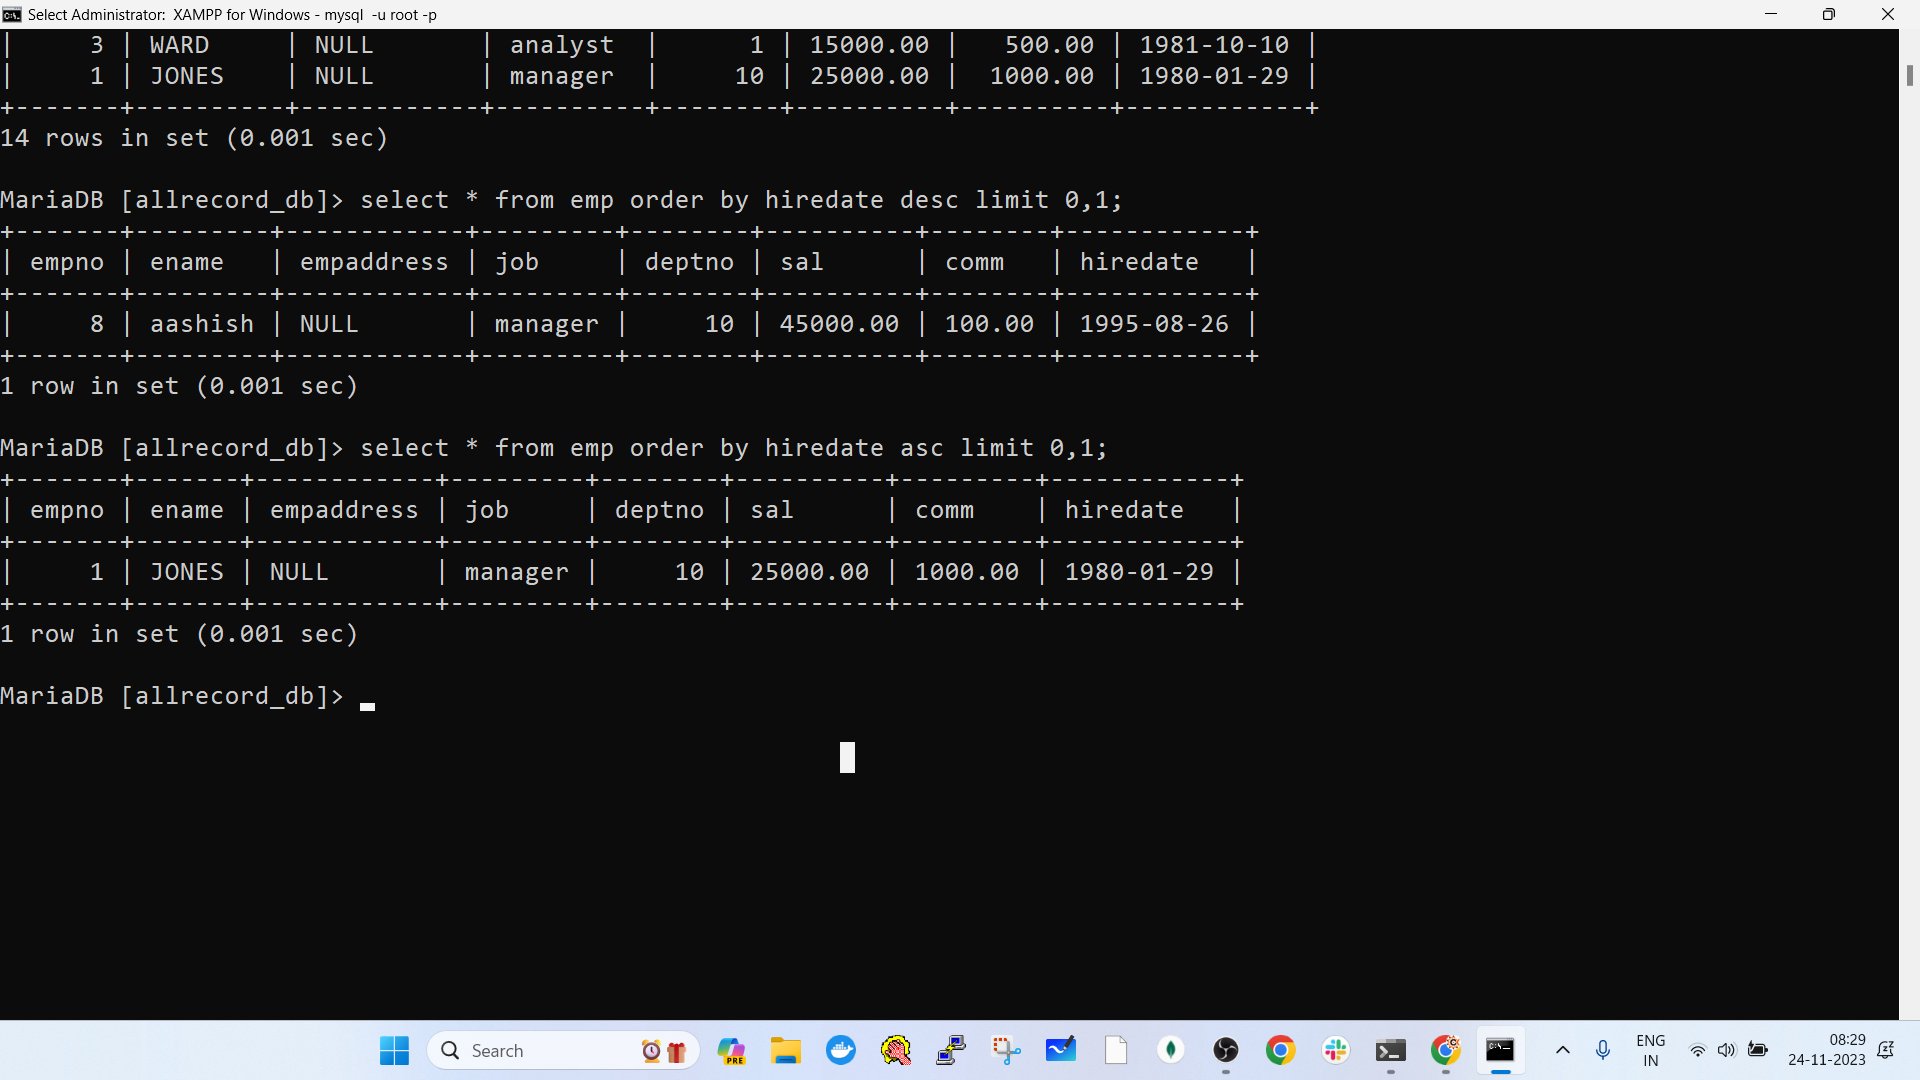 Select Administrator:  XAMPP for Windows - mysql  -u root -p
|     3 | WARD     | NULL       | analyst  |      1 | 15000.00 |   500.00 | 1981-10-10 |
|     1 | JONES    | NULL       | manager  |     10 | 25000.00 |  1000.00 | 1980-01-29 |
+-------+----------+------------+----------+--------+----------+----------+------------+
14 rows in set (0.001 sec)
MariaDB [allrecord_db]> select * from emp order by hiredate desc limit 0,1;
+-------+---------+------------+---------+--------+----------+--------+------------+
| empno | ename   | empaddress | job     | deptno | sal      | comm   | hiredate   |
+-------+---------+------------+---------+--------+----------+--------+------------+
|     8 | aashish | NULL       | manager |     10 | 45000.00 | 100.00 | 1995-08-26 |
+-------+---------+------------+---------+--------+----------+--------+------------+
1 row in set (0.001 sec)
MariaDB [allrecord_db]> select * from emp order by hiredate asc limit 0,1;
+-------+-------+------------+---------+--------+----------+---------+------------+
| empno | ename | empaddress | job     | deptno | sal      | comm    | hiredate   |
+-------+-------+------------+---------+--------+----------+---------+------------+
|     1 | JONES | NULL       | manager |     10 | 25000.00 | 1000.00 | 1980-01-29 |
+-------+-------+------------+---------+--------+----------+---------+------------+
1 row in set (0.001 sec)
MariaDB [allrecord_db]>
Search
PRE
ENG
IN
08:29
24-11-2023